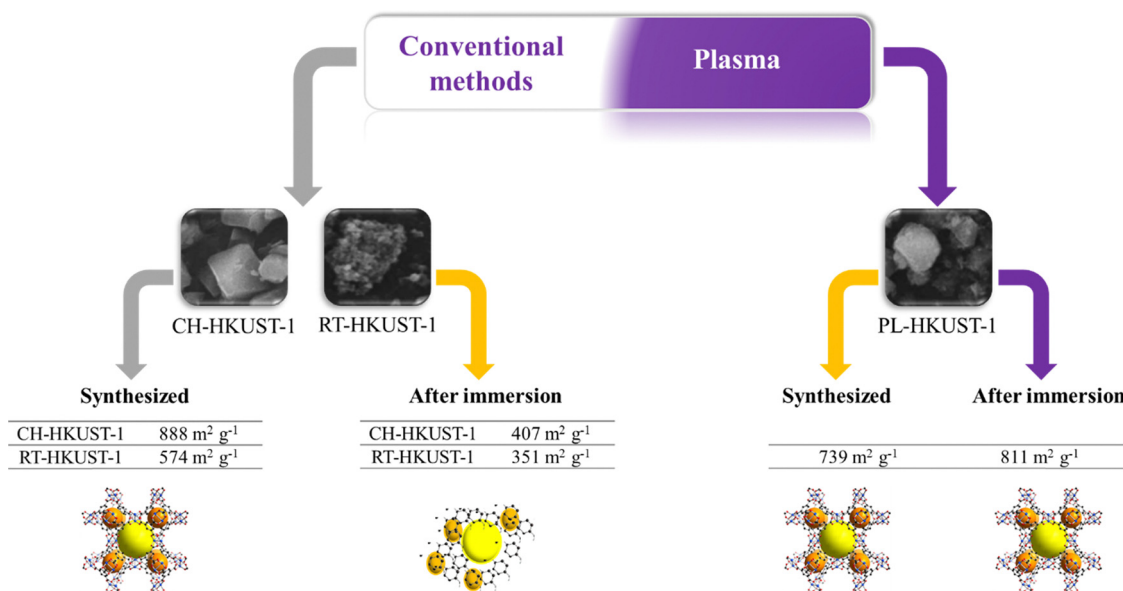 Conventional
methods
Plasma
CH-HKUST-1
RT-HKUST-1
PL-HKUST-1
Synthesized
CH-HKUST-1 888 m² g⁻¹
RT-HKUST-1 574 m² g⁻¹
After immersion
CH-HKUST-1 407 m² g⁻¹
RT-HKUST-1 351 m² g⁻¹
Synthesized After immersion
739 m² g⁻¹ 811 m² g⁻¹